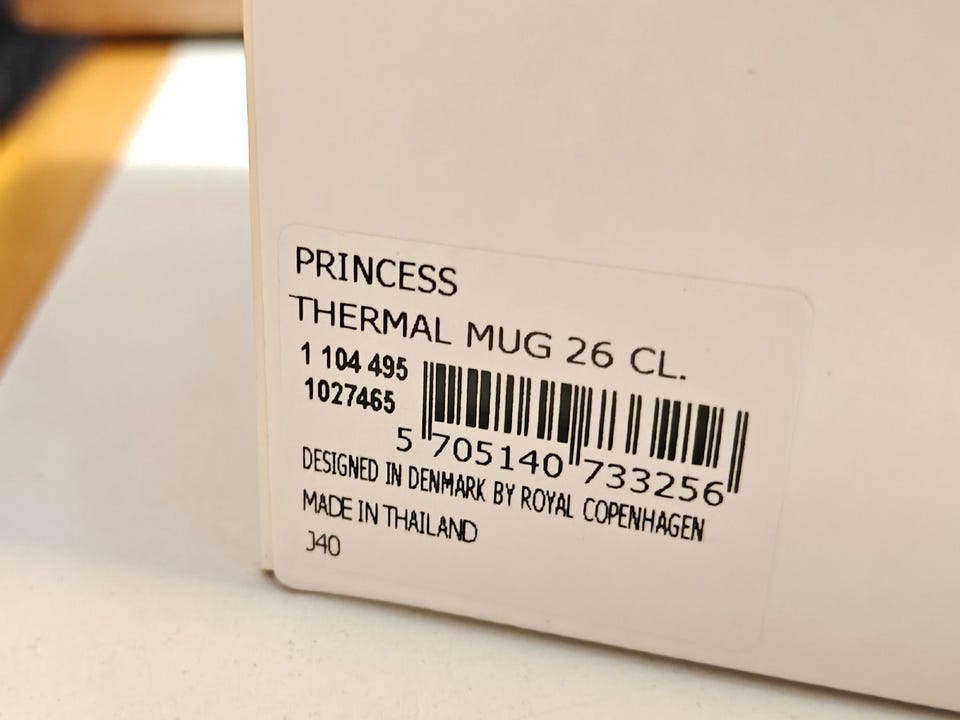 PRINCESS
THERMAL MUG 26 CL.
1 104 495
1027465
5 705140 733256
DESIGNED IN DENMARK BY ROYAL COPENHAGEN
MADE IN THAILAND
J40